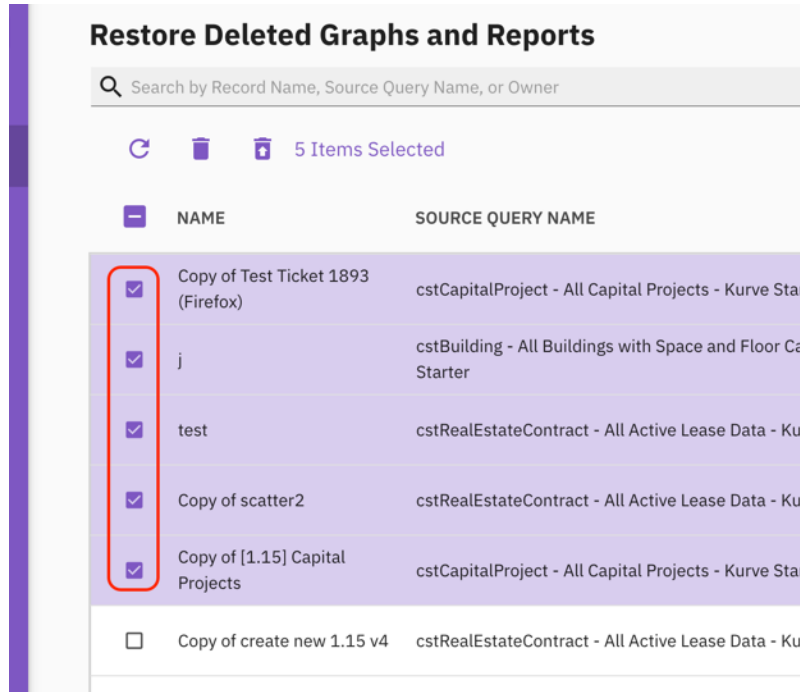 Restore Deleted Graphs and Reports
Search by Record Name, Source Query Name, or Owner
5 Items Selected
NAME SOURCE QUERY NAME
Copy of Test Ticket 1893
(Firefox)
cstCapitalProject - All Capital Projects - Kurve Sta
j
cstBuilding - All Buildings with Space and Floor Ca
Starter
test
cstRealEstateContract - All Active Lease Data - Ku
Copy of scatter2
cstRealEstateContract - All Active Lease Data - Ku
Copy of [1.15] Capital
Projects
cstCapitalProject - All Capital Projects - Kurve Sta
Copy of create new 1.15 v4
cstRealEstateContract - All Active Lease Data - Ku